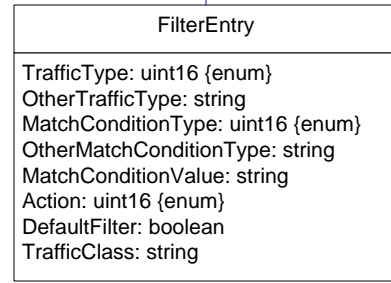 FilterEntry
TrafficType: uint16 {enum}
OtherTrafficType: string
MatchConditionType: uint16 {enum}
OtherMatchConditionType: string
MatchConditionValue: string
Action: uint16 {enum}
DefaultFilter: boolean
TrafficClass: string